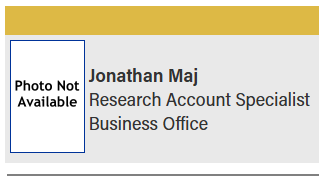 Photo Not
Available
Jonathan Maj
Research Account Specialist
Business Office